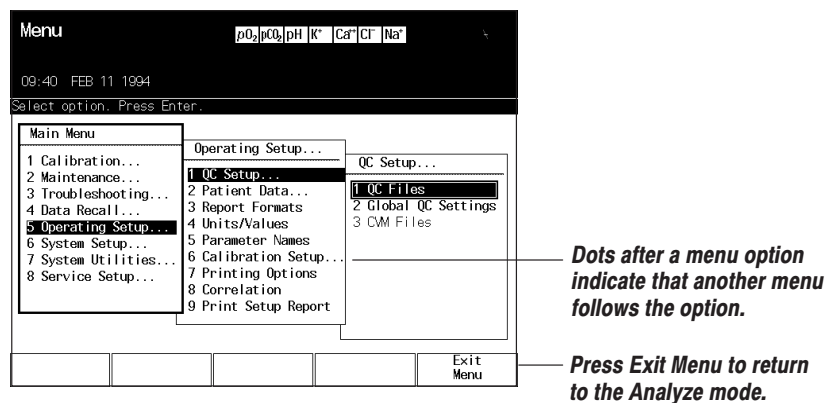 Menu
pO₂ pCO₂ pH K⁺ Ca⁺⁺ Cl⁻ Na⁺
09:40 FEB 11 1994
Select option. Press Enter.
Main Menu
1 Calibration...
2 Maintenance...
3 Troubleshooting...
4 Data Recall...
5 Operating Setup...
6 System Setup...
7 System Utilities...
8 Service Setup...
Operating Setup...
1 QC Setup...
2 Patient Data...
3 Report Formats
4 Units/Values
5 Parameter Names
6 Calibration Setup...
7 Printing Options
8 Correlation
9 Print Setup Report
QC Setup...
1 QC Files
2 Global QC Settings
3 CVM Files
Dots after a menu option
indicate that another menu
follows the option.
Exit
Menu
Press Exit Menu to return
to the Analyze mode.